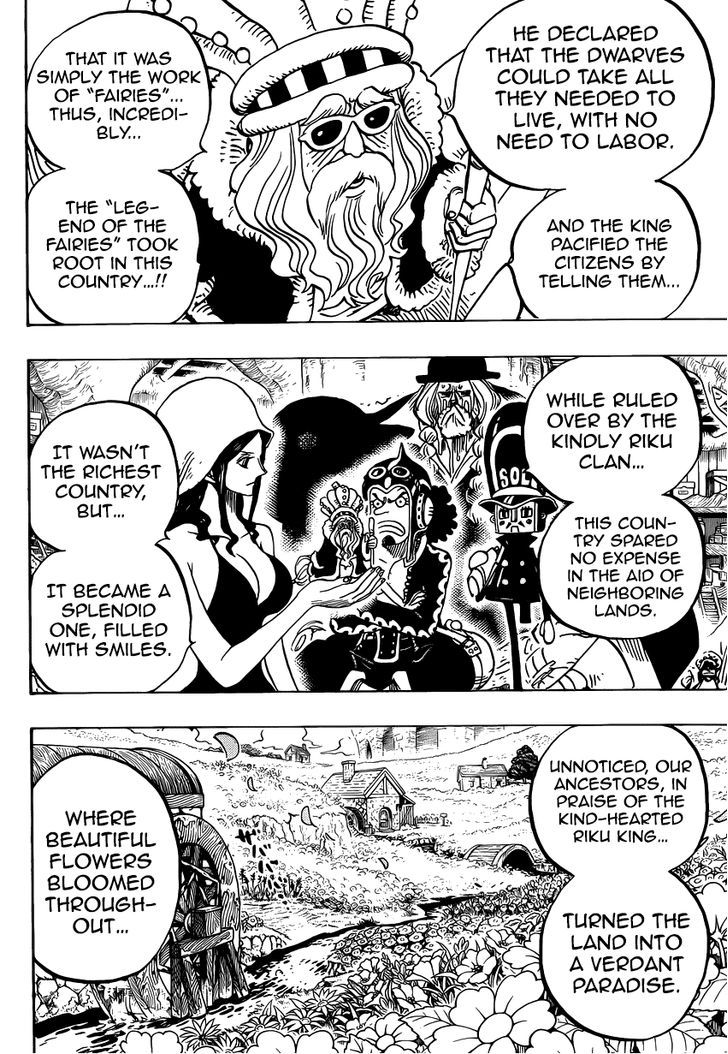 HE DECLARED
THAT THE DWARVES
COULD TAKE ALL
THEY NEEDED TO
LIVE, WITH NO
NEED TO LABOR.
AND THE KING
PACIFIED THE
CITIZENS BY
TELLING THEM...
THAT IT WAS
SIMPLY THE WORK
OF "FAIRIES"...
THUS, INCREDI-
BLY...
THE "LEG-
END OF THE
FAIRIES" TOOK
ROOT IN THIS
COUNTRY...!!
WHILE RULED
OVER BY THE
KINDLY RIKU
CLAN...
THIS COUN-
TRY SPARED
NO EXPENSE
IN THE AID OF
NEIGHBORING
LANDS.
SOL
IT WASN'T
THE RICHEST
COUNTRY,
BUT...
IT BECAME A
SPLENDID
ONE, FILLED
WITH SMILES.
UNNOTICED, OUR
ANCESTORS, IN
PRAISE OF THE
KIND-HEARTED
RIKU KING...
TURNED THE
LAND INTO
A VERDANT
PARADISE.
WHERE
BEAUTIFUL
FLOWERS
BLOOMED
THROUGH-
OUT...